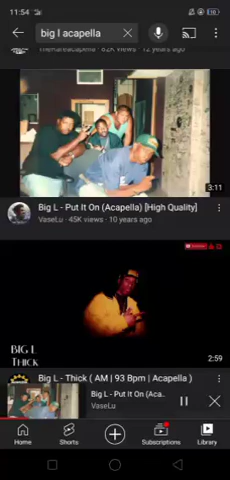 11:54
big l acapella
TheRareacapella · 82K views · 12 years ago
3:11
Big L - Put It On (Acapella) [High Quality]
VaseLu · 45K views · 10 years ago
BIG L
THICK
2:59
Big L - Thick ( AM | 93 Bpm | Acapella )
Big L - Put It On (Aca..
VaseLu
Home
Shorts
Subscriptions
Library